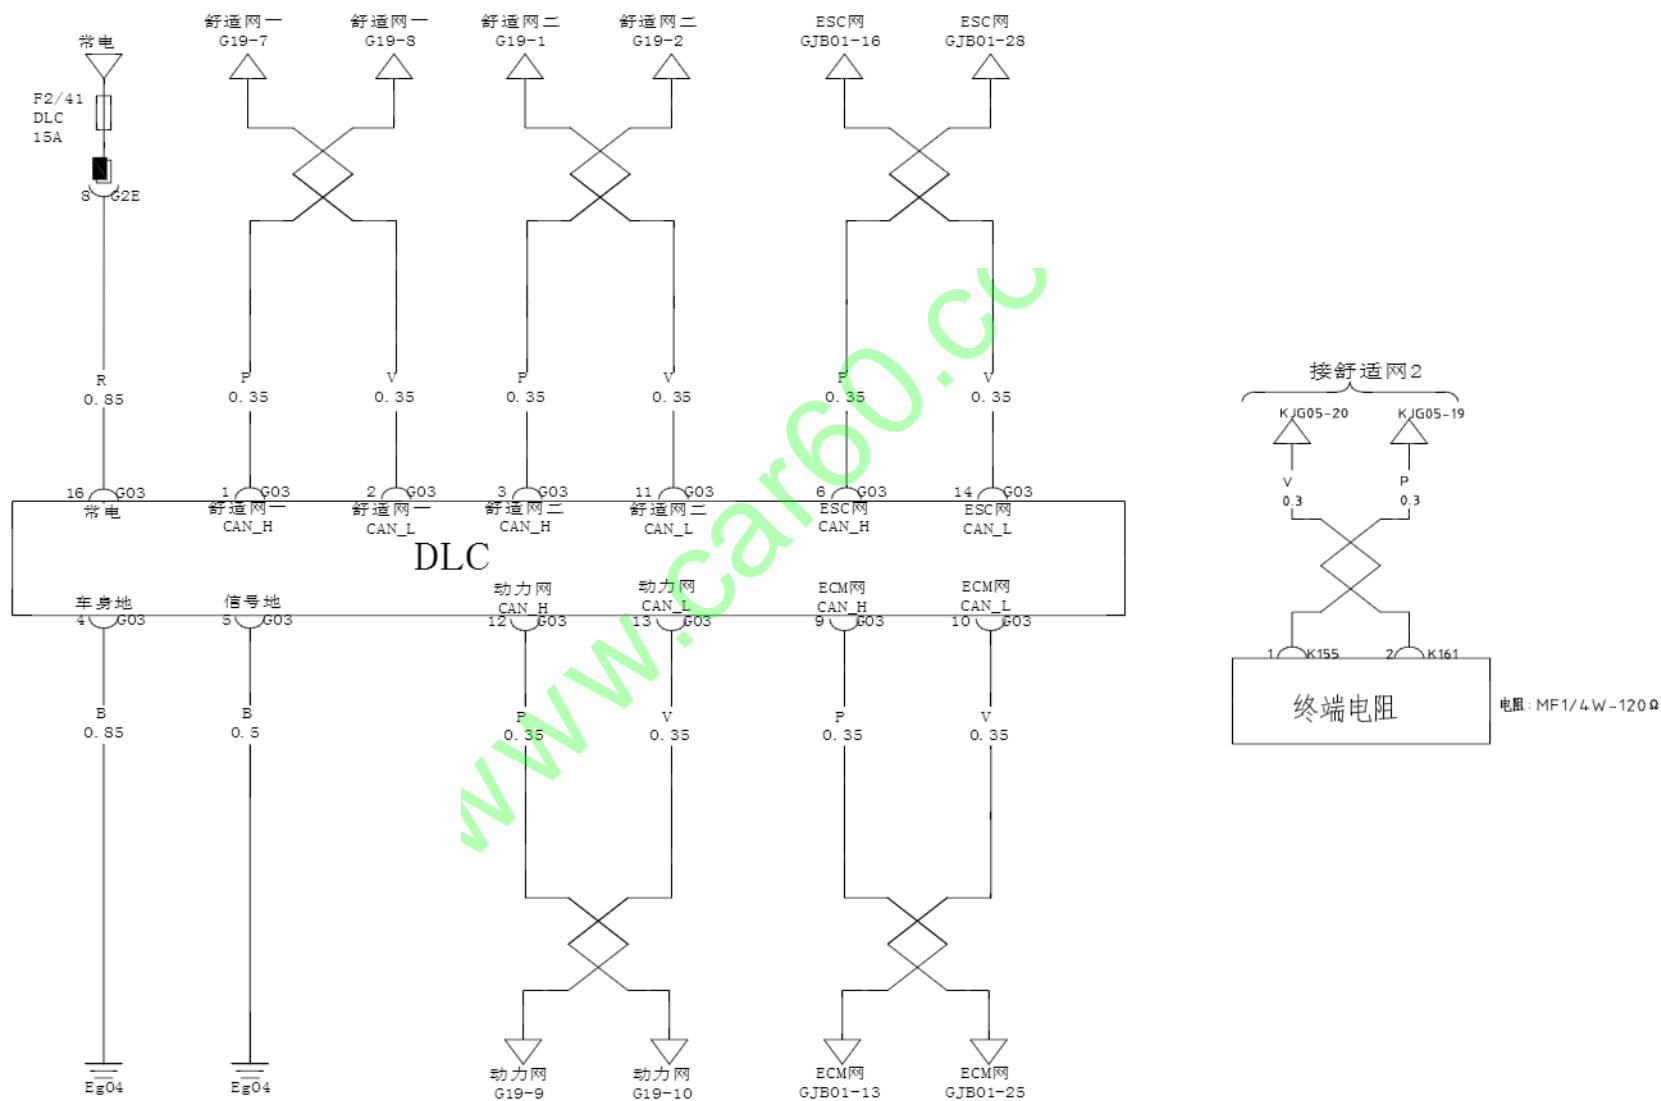 常电
舒适网一
G19-7
舒适网一
G19-8
舒适网二
G19-1
舒适网二
G19-2
ESC网
GJB01-16
ESC网
GJB01-28
F2/41
DLC
15A
8 G2E
R
0.85
P
0.35
V
0.35
P
0.35
V
0.35
P
0.35
V
0.35
16 G03
常电
1 G03
舒适网一
CAN_H
2 G03
舒适网一
CAN_L
3 G03
舒适网二
CAN_H
11 G03
舒适网二
CAN_L
6 G03
ESC网
CAN_H
14 G03
ESC网
CAN_L
DLC
车身地
4 G03
信号地
5 G03
动力网
CAN_H
12 G03
动力网
CAN_L
13 G03
ECM网
CAN_H
9 G03
ECM网
CAN_L
10 G03
B
0.85
B
0.5
P
0.35
V
0.35
P
0.35
V
0.35
Eg04
Eg04
动力网
G19-9
动力网
G19-10
ECM网
GJB01-13
ECM网
GJB01-25
接舒适网2
KJG05-20
KJG05-19
V
0.3
P
0.3
1 K155
2 K161
终端电阻
电阻: MF1/4W-120Ω
www.car60.co